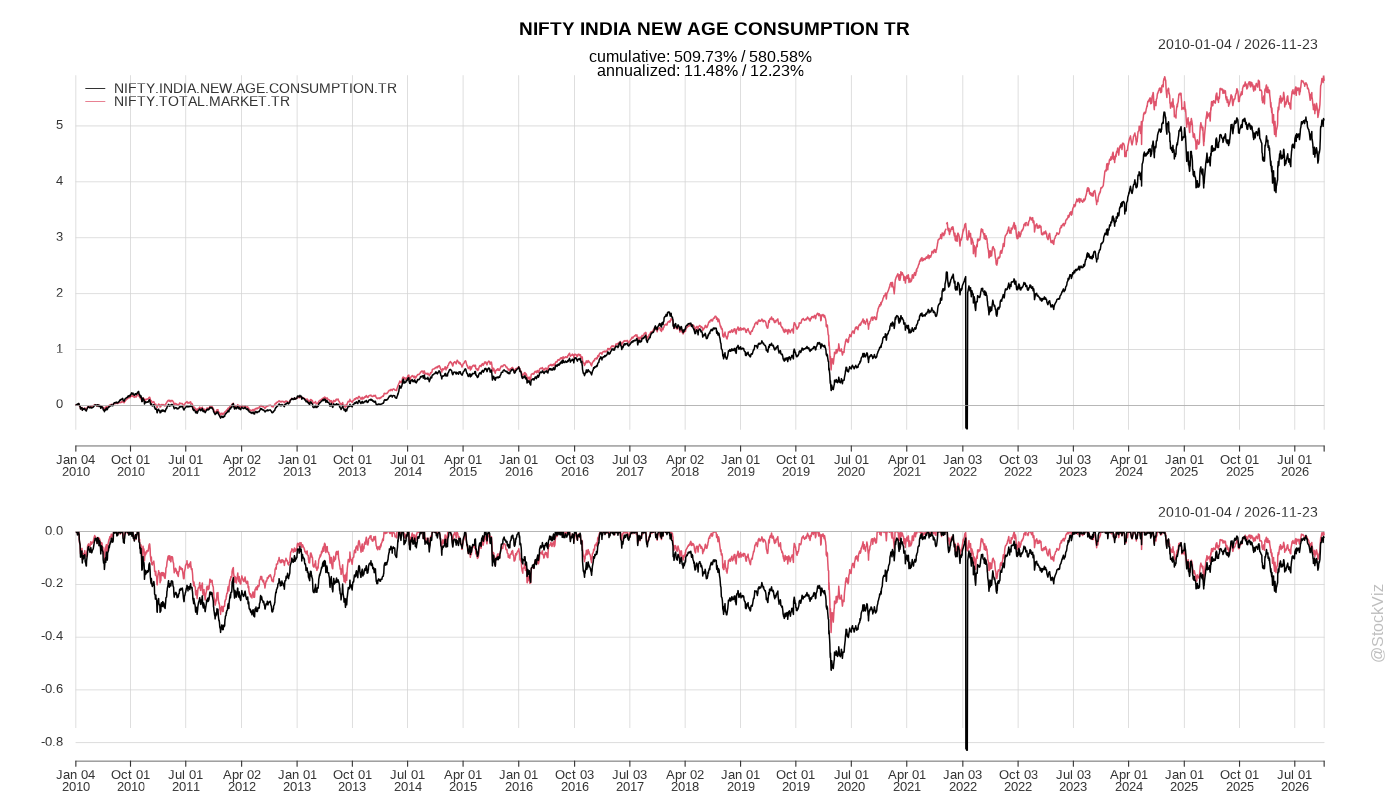 NIFTY INDIA NEW AGE CONSUMPTION TR
2010-01-04 / 2026-11-23
cumulative: 509.73% / 580.58%
annualized: 11.48% / 12.23%
NIFTY.INDIA.NEW.AGE.CONSUMPTION.TR
NIFTY.TOTAL.MARKET.TR
5
4
3
2
1
0
Jan 04 Oct 01 Jul 01 Apr 02 Jan 01 Oct 01 Jul 01 Apr 01 Jan 01 Oct 03 Jul 03 Apr 02 Jan 01 Oct 01 Jul 01 Apr 01 Jan 03 Oct 03 Jul 03 Apr 01 Jan 01 Oct 01 Jul 01
2010 2010 2011 2012 2013 2013 2014 2015 2016 2016 2017 2018 2019 2019 2020 2021 2022 2022 2023 2024 2025 2025 2026
2010-01-04 / 2026-11-23
0.0
-0.2
-0.4
-0.6
-0.8
Jan 04 Oct 01 Jul 01 Apr 02 Jan 01 Oct 01 Jul 01 Apr 01 Jan 01 Oct 03 Jul 03 Apr 02 Jan 01 Oct 01 Jul 01 Apr 01 Jan 03 Oct 03 Jul 03 Apr 01 Jan 01 Oct 01 Jul 01
2010 2010 2011 2012 2013 2013 2014 2015 2016 2016 2017 2018 2019 2019 2020 2021 2022 2022 2023 2024 2025 2025 2026
@StockViz